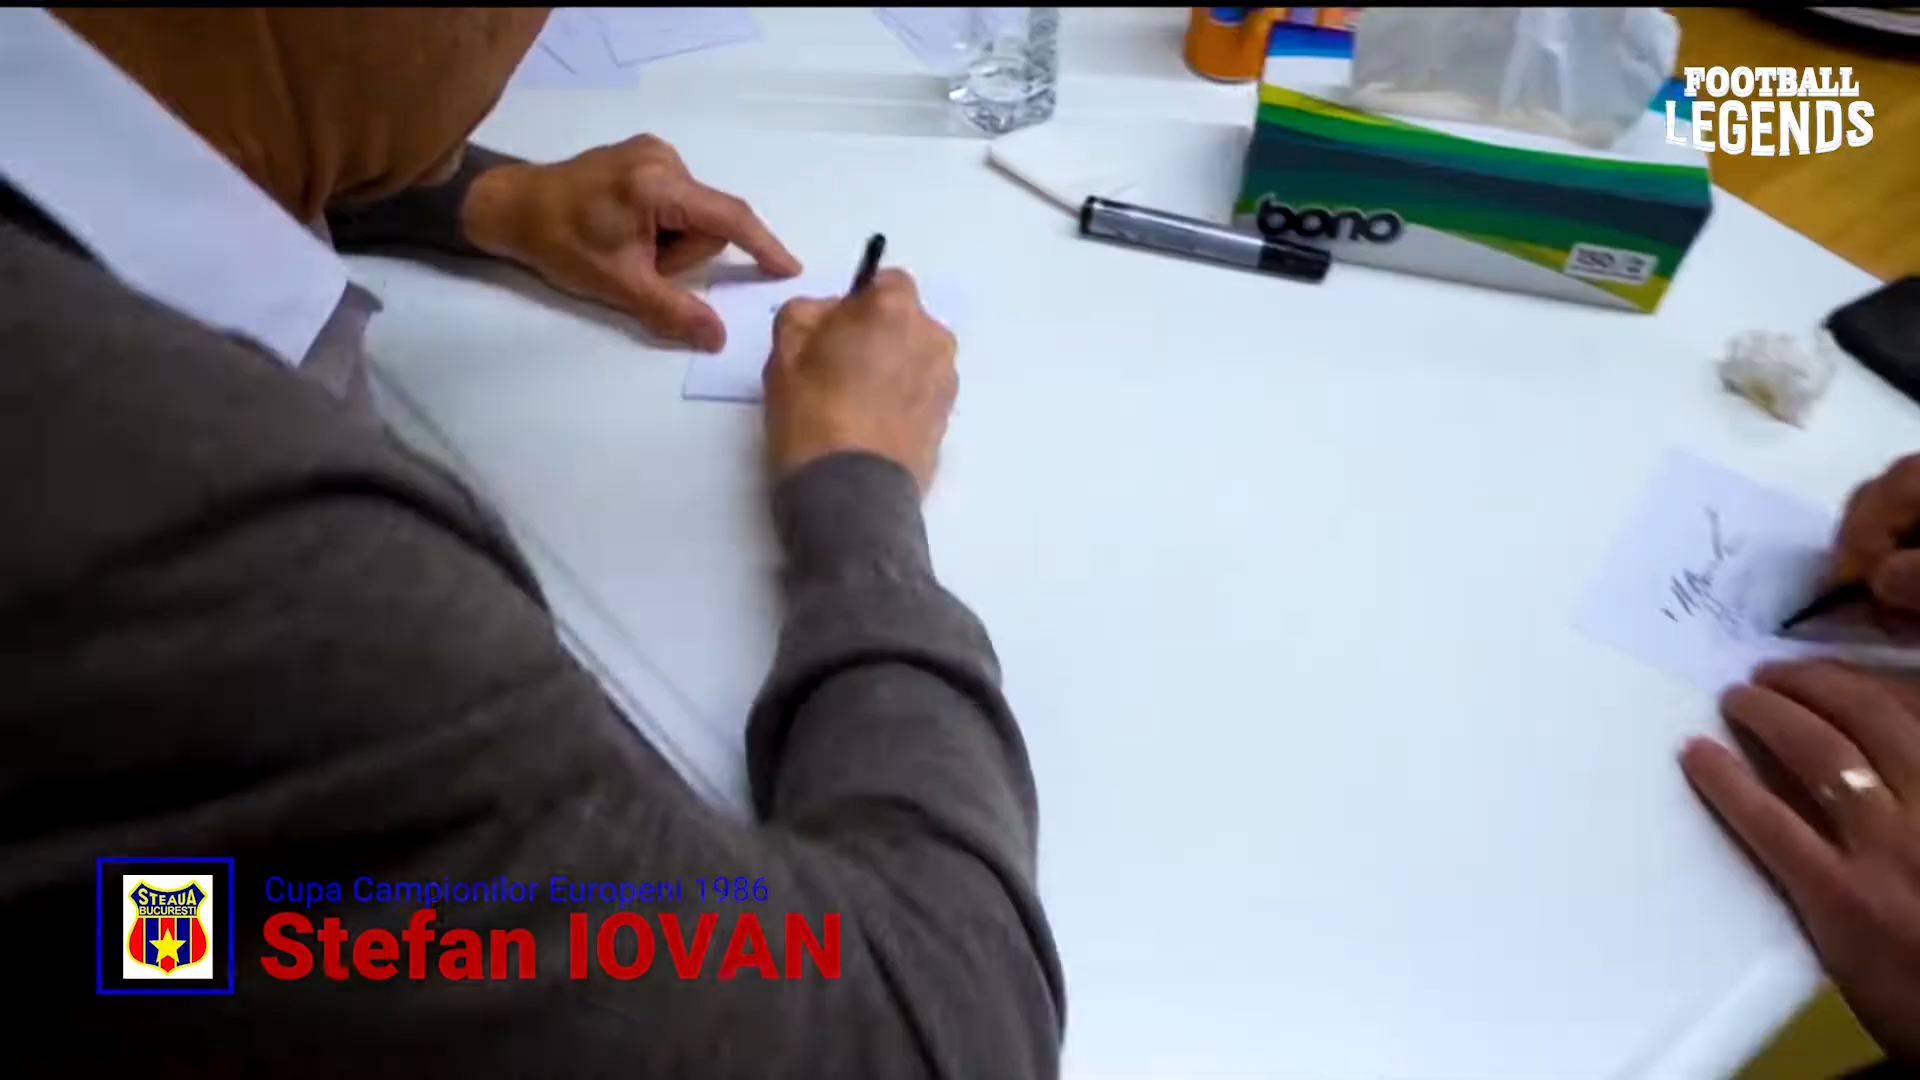 FOOTBALL
LEGENDS
bono
STEAUA
BUCURESTI
Cupa Campionilor Europeni 1986
Stefan IOVAN